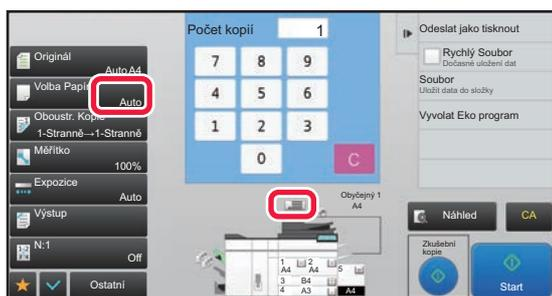 Originál
Auto A4
Volba Papír
Auto
Oboustr. Kopie
1-Stranně→1-Stranně
Měřítko
100%
Expozice
Auto
Výstup
N:1
Off
Ostatní
Počet kopií 1
7 8 9
4 5 6
1 2 3
0 C
Obyčejný 1
A4
1 A4 2 A4
3 B4
4 A3
5 A4
Odeslat jako tisknout
Rychlý Soubor
Dočasné uložení dat
Soubor
Uložit data do složky
Vyvolat Eko program
Náhled
CA
Zkušební
kopie
Start